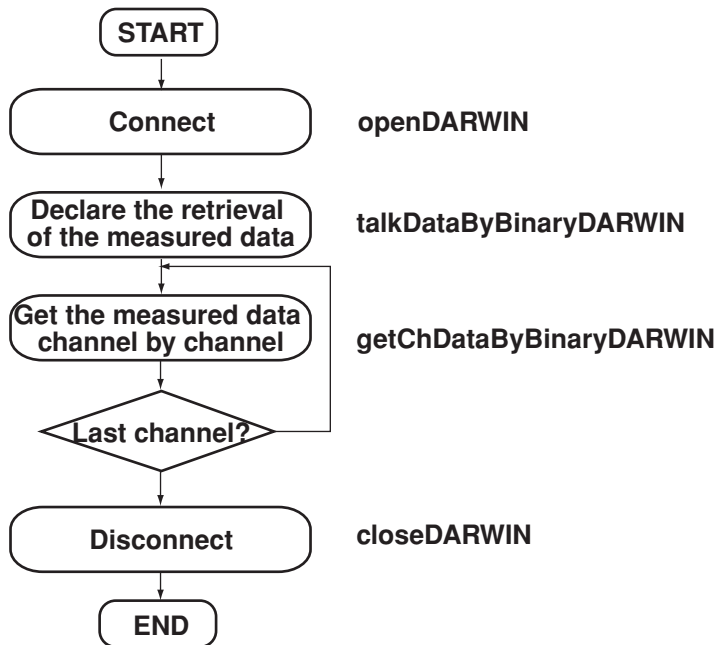 START
Connect
openDARWIN
Declare the retrieval
of the measured data
talkDataByBinaryDARWIN
Get the measured data
channel by channel
getChDataByBinaryDARWIN
Last channel?
Disconnect
closeDARWIN
END